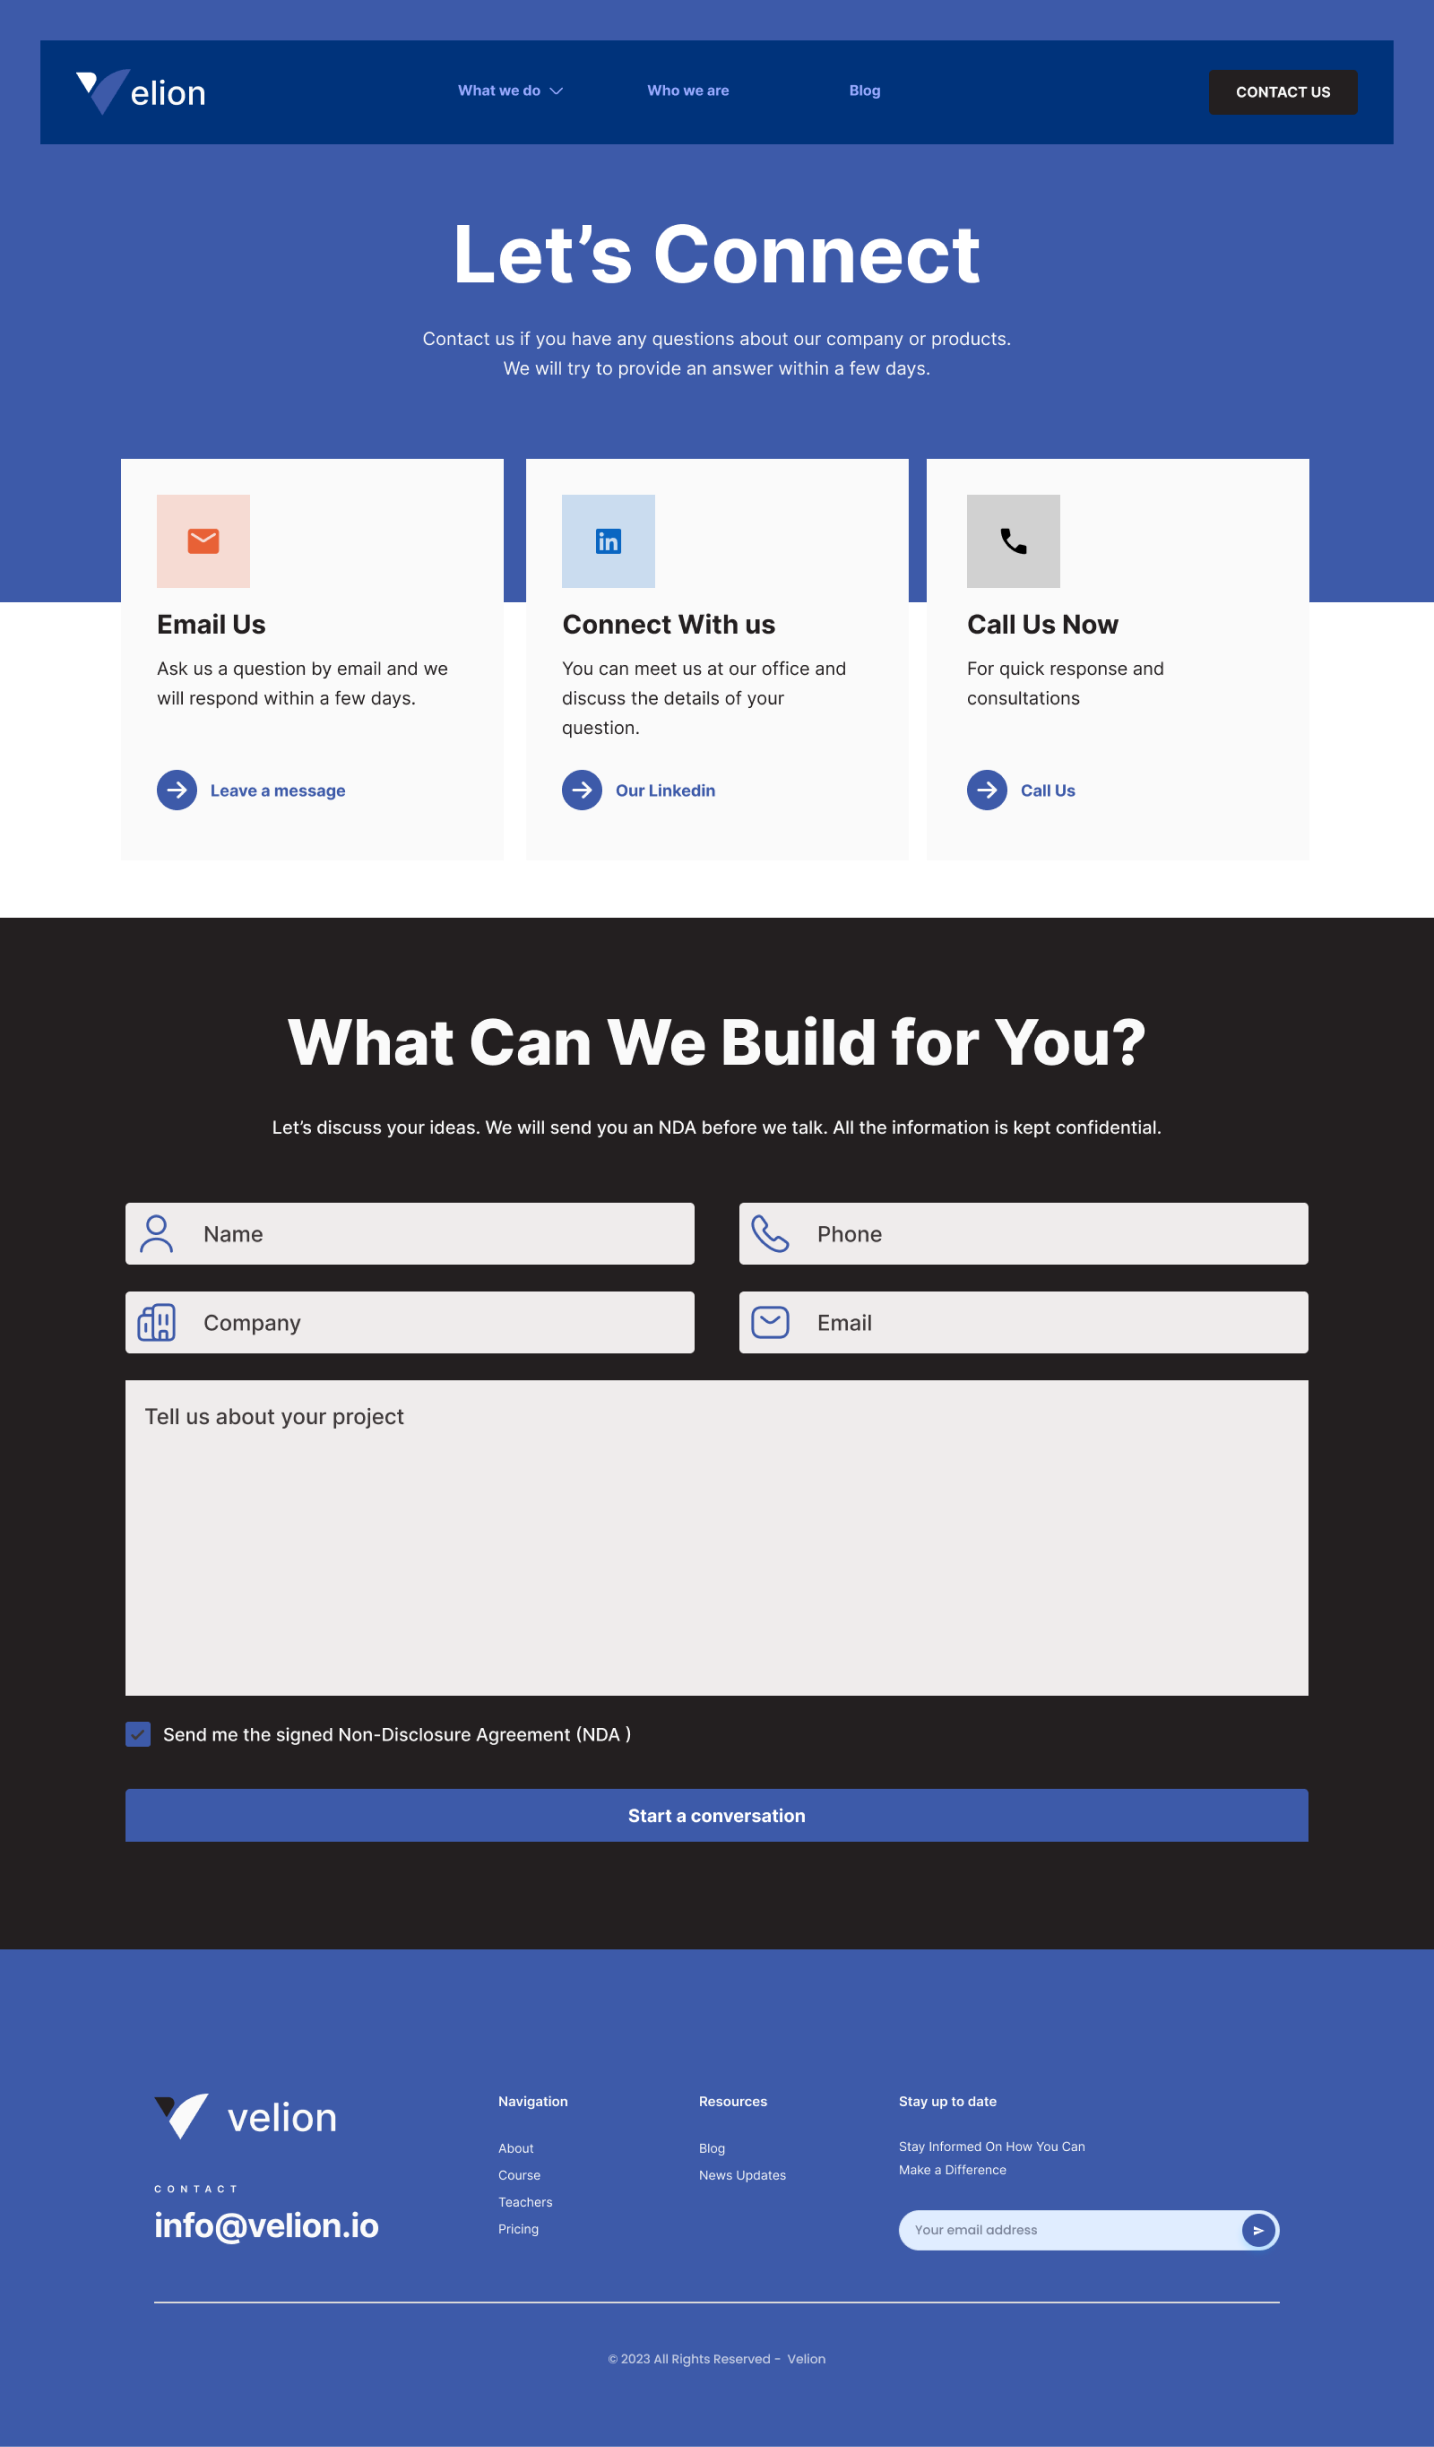 elion
What we do
Who we are
Blog
CONTACT US
Let’s Connect
Contact us if you have any questions about our company or products.
We will try to provide an answer within a few days.
Email Us
Ask us a question by email and we
will respond within a few days.
Leave a message
in
Connect With us
You can meet us at our office and
discuss the details of your
question.
Our Linkedin
Call Us Now
For quick response and
consultations
Call Us
What Can We Build for You?
Let’s discuss your ideas. We will send you an NDA before we talk. All the information is kept confidential.
Name
Phone
Company
Email
Tell us about your project
Send me the signed Non-Disclosure Agreement (NDA )
Start a conversation
velion
CONTACT
info@velion.io
Navigation
About
Course
Teachers
Pricing
Resources
Blog
News Updates
Stay up to date
Stay Informed On How You Can
Make a Difference
Your email address
© 2023 All Rights Reserved - Velion